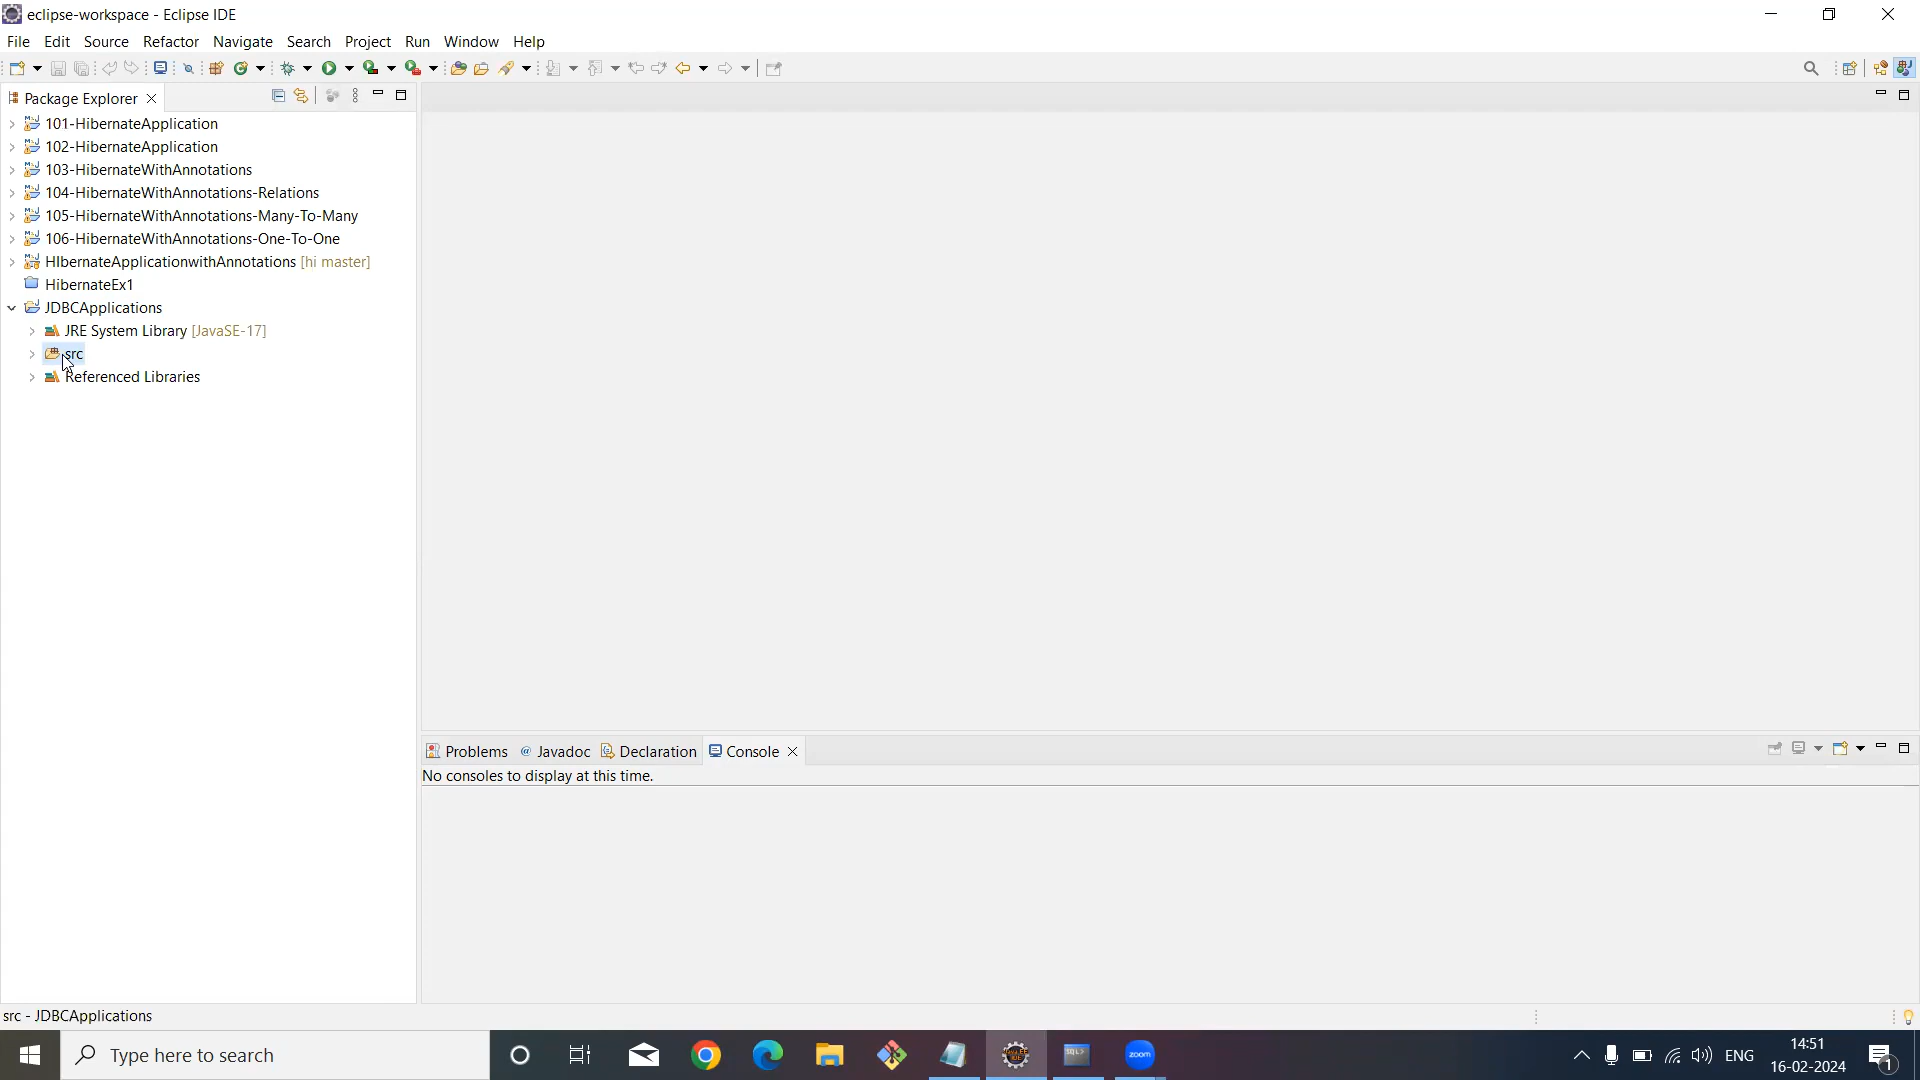 eclipse-workspace - Eclipse IDE
File Edit Source Refactor Navigate Search Project Run Window Help
Package Explorer
101-HibernateApplication
102-HibernateApplication
103-HibernateWithAnnotations
104-HibernateWithAnnotations-Relations
105-HibernateWithAnnotations-Many-To-Many
106-HibernateWithAnnotations-One-To-One
HIbernateApplicationwithAnnotations [hi master]
HibernateEx1
JDBCApplications
JRE System Library [JavaSE-17]
src
Referenced Libraries
Problems Javadoc Declaration Console
No consoles to display at this time.
src - JDBCApplications
Type here to search
zoom
ENG
14:51
16-02-2024
1